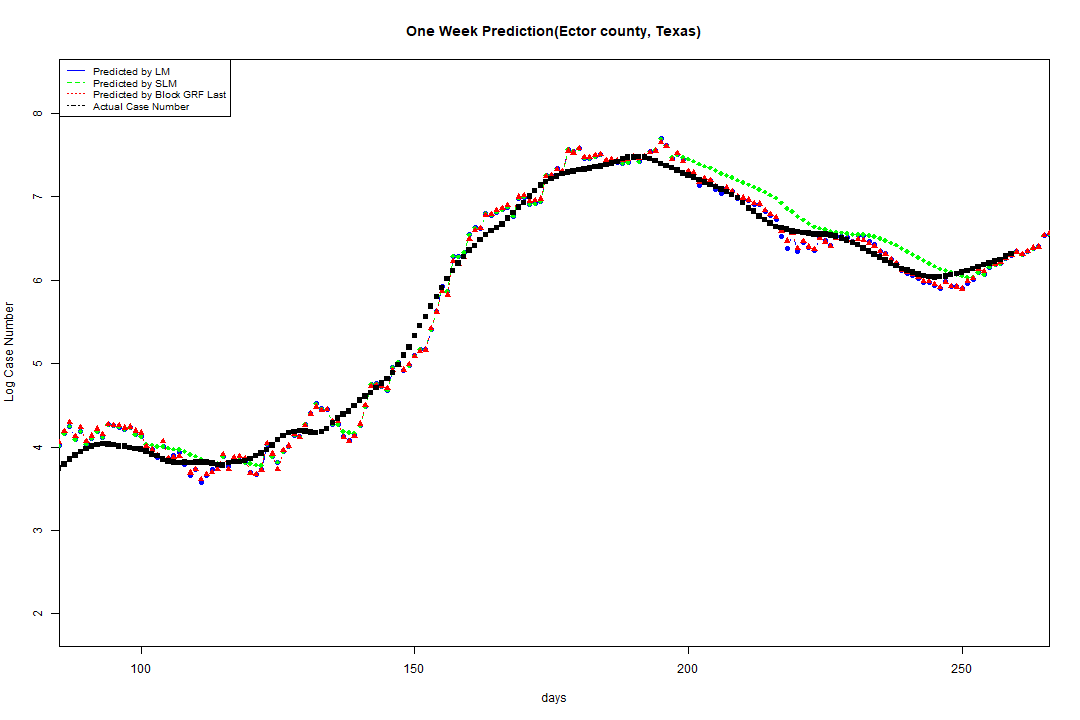 One Week Prediction(Ector county, Texas)
Predicted by LM
Predicted by SLM
Predicted by Block GRF Last
Actual Case Number
8
7
6
5
4
3
2
Log Case Number
100 150 200 250
days